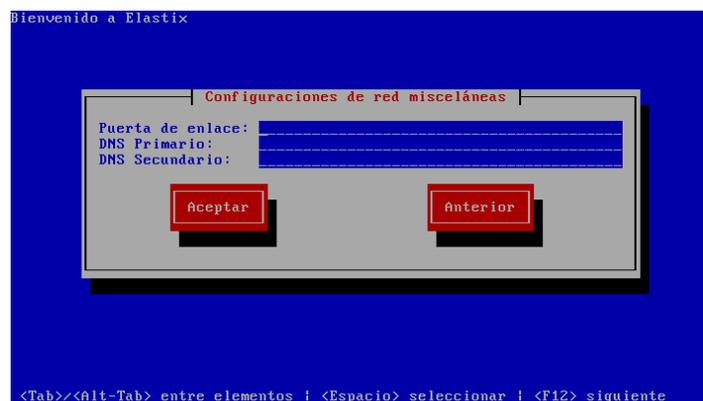 Bienvenido a Elastix
Configuraciones de red misceláneas
Puerta de enlace:
DNS Primario:
DNS Secundario:
Aceptar Anterior
<Tab>/<Alt-Tab> entre elementos | <Espacio> seleccionar | <F12> siguiente